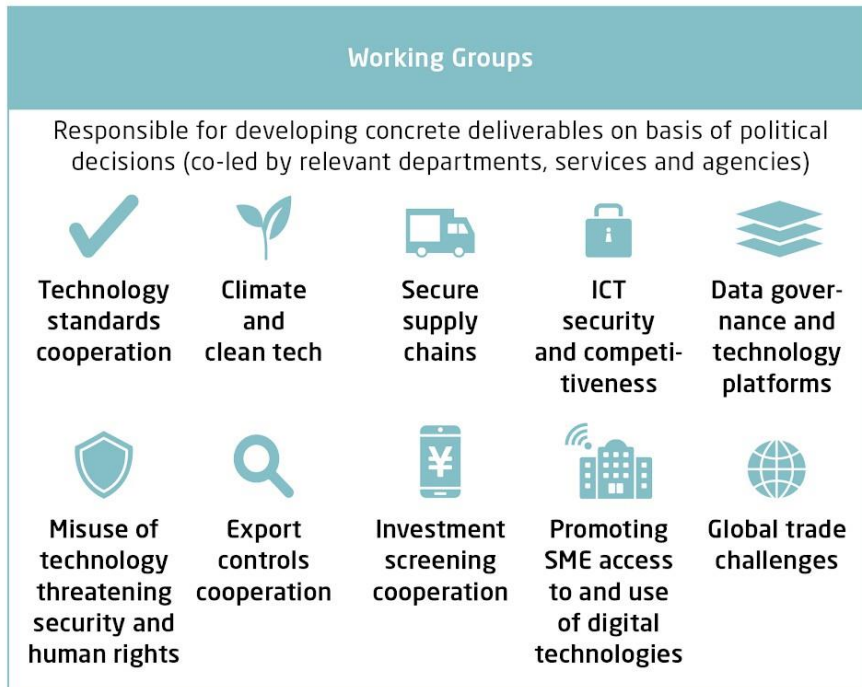 Working Groups
Responsible for developing concrete deliverables on basis of political
decisions (co-led by relevant departments, services and agencies)
Technology
standards
cooperation
Climate
and
clean tech
Secure
supply
chains
ICT
security
and competi-
tiveness
Data gover-
nance and
technology
platforms
Misuse of
technology
threatening
security and
human rights
Export
controls
cooperation
¥
Investment
screening
cooperation
Promoting
SME access
to and use
of digital
technologies
Global trade
challenges